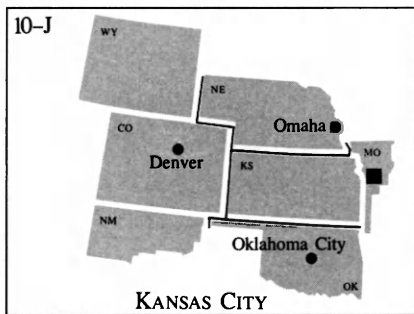 10–J
WY
NE
Omaha
CO
MO
Denver
KS
NM
Oklahoma City
OK
KANSAS CITY